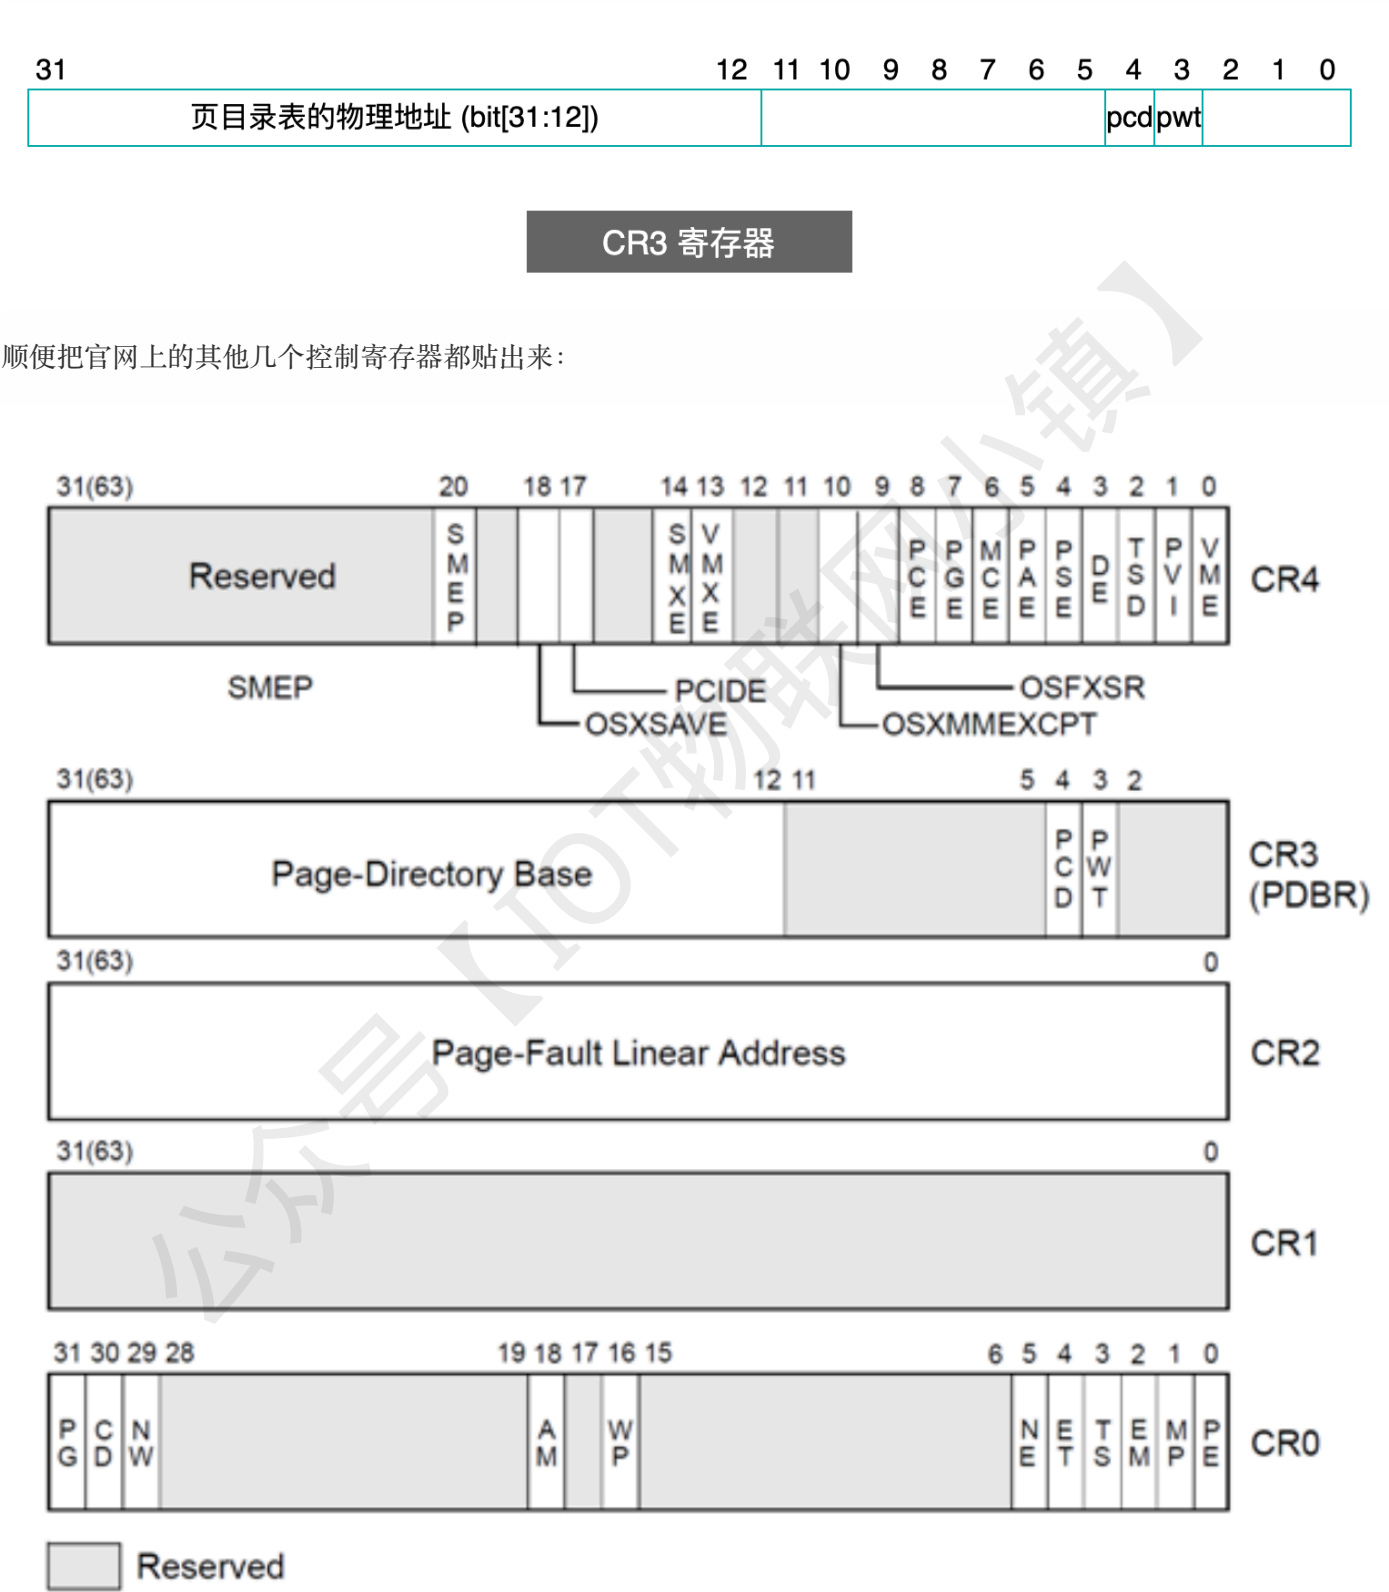 31 12 11 10 9 8 7 6 5 4 3 2 1 0
页目录表的物理地址 (bit[31:12]) pcd pwt
CR3 寄存器
顺便把官网上的其他几个控制寄存器都贴出来：
31(63) 20 18 17 14 13 12 11 10 9 8 7 6 5 4 3 2 1 0
Reserved SMEP SMXE VMXE PCE PGE MCE PAE PSE DE TSD PVI VME CR4
SMEP PCIDE OSFXSR
OSXSAVE OSXMMEXCPT
31(63) 12 11 5 4 3 2
Page-Directory Base PCD PWT CR3
(PDBR)
31(63) 0
Page-Fault Linear Address CR2
31(63) 0
CR1
31 30 29 28 19 18 17 16 15 6 5 4 3 2 1 0
PG CD NW AM WP NE ET TS EM MP PE CR0
Reserved
公众号【IOT物联网小镇】